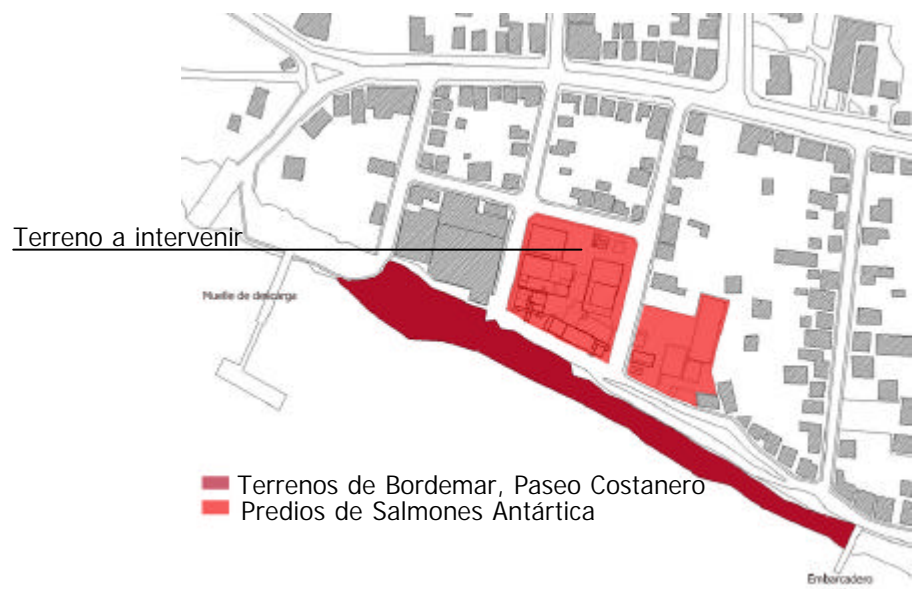 Terreno a intervenir
Muelle de descarga
Terrenos de Bordemar, Paseo Costanero
Predios de Salmones Antártica
Embarcadero